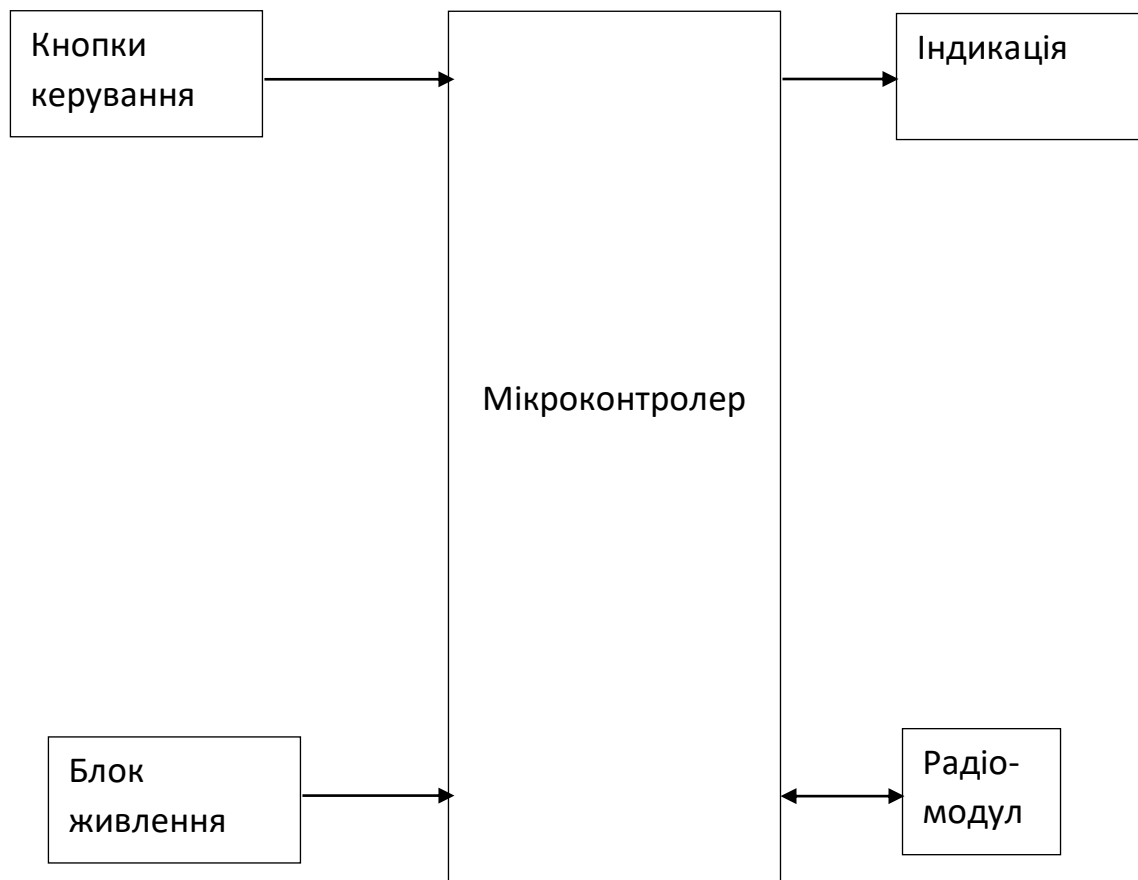 Кнопки
керування
Індикація
Мікроконтролер
Блок
живлення
Радіо-
модул